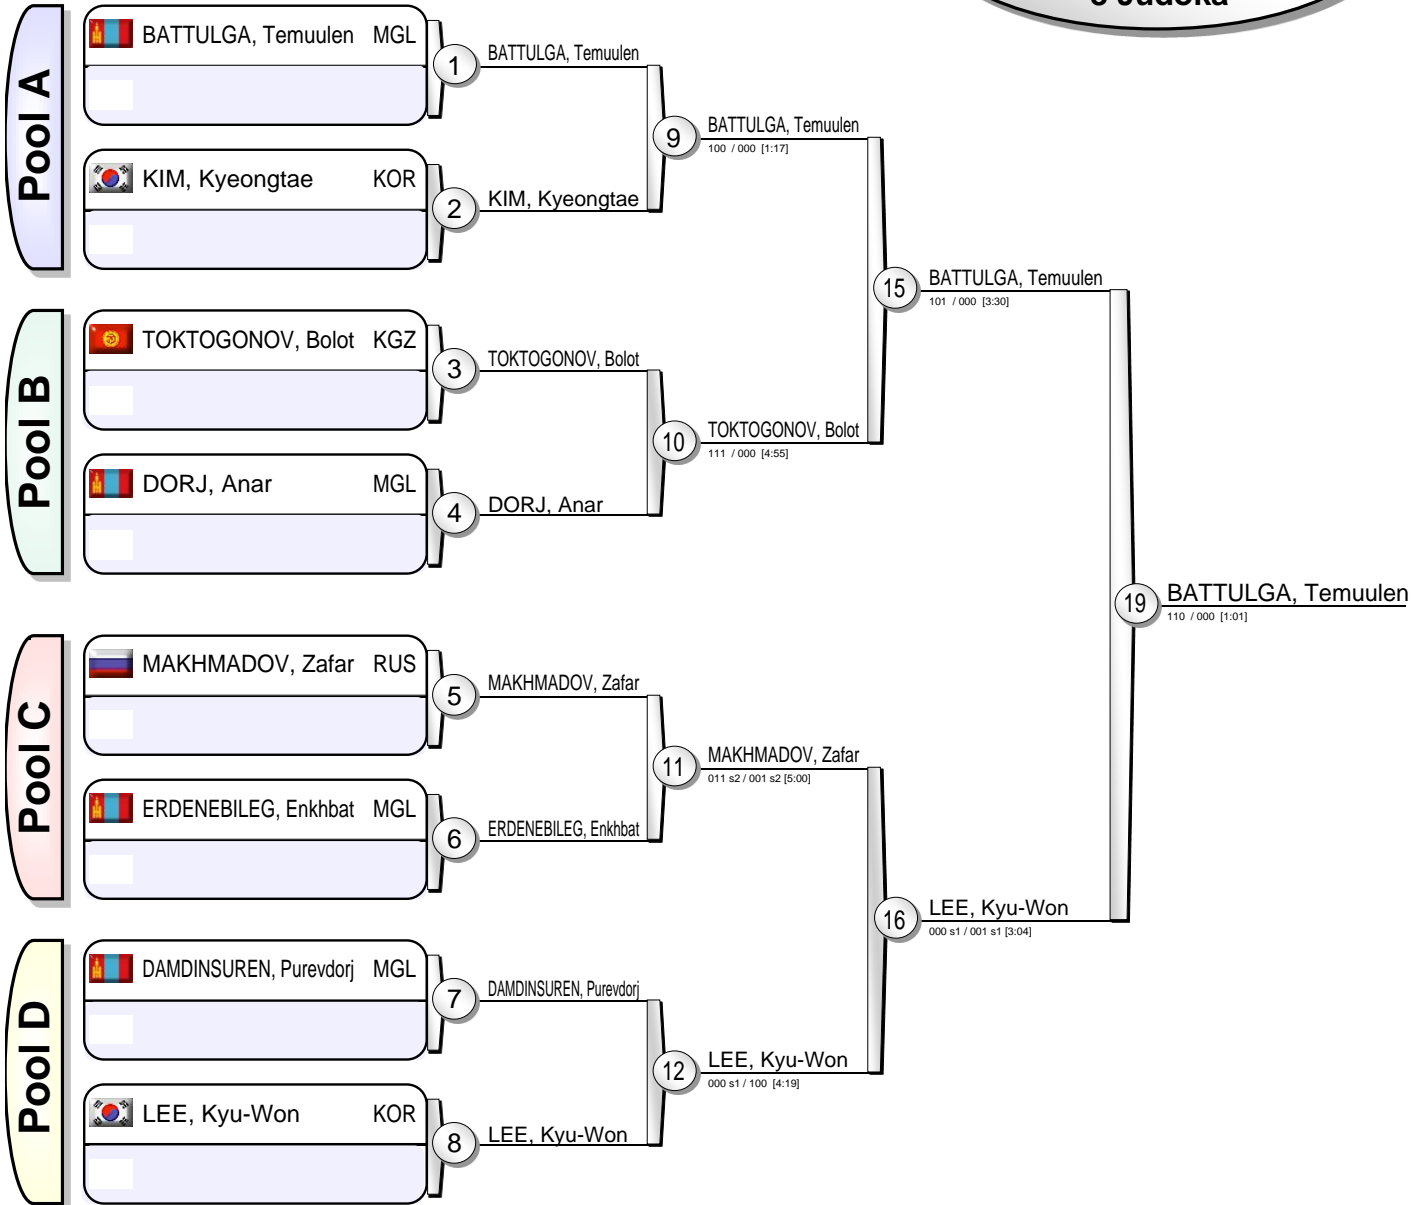 Judoka
Pool A
BATTULGA, Temuulen MGL
1
BATTULGA, Temuulen
KIM, Kyeongtae KOR
2
KIM, Kyeongtae
9
BATTULGA, Temuulen
100 / 000 [1:17]
Pool B
TOKTOGONOV, Bolot KGZ
3
TOKTOGONOV, Bolot
DORJ, Anar MGL
4
DORJ, Anar
10
TOKTOGONOV, Bolot
111 / 000 [4:55]
15
BATTULGA, Temuulen
101 / 000 [3:30]
Pool C
MAKHMADOV, Zafar RUS
5
MAKHMADOV, Zafar
ERDENEBILEG, Enkhbat MGL
6
ERDENEBILEG, Enkhbat
11
MAKHMADOV, Zafar
011 s2 / 001 s2 [5:00]
Pool D
DAMDINSUREN, Purevdorj MGL
7
DAMDINSUREN, Purevdorj
LEE, Kyu-Won KOR
8
LEE, Kyu-Won
12
LEE, Kyu-Won
000 s1 / 100 [4:19]
16
LEE, Kyu-Won
000 s1 / 001 s1 [3:04]
19
BATTULGA, Temuulen
110 / 000 [1:01]